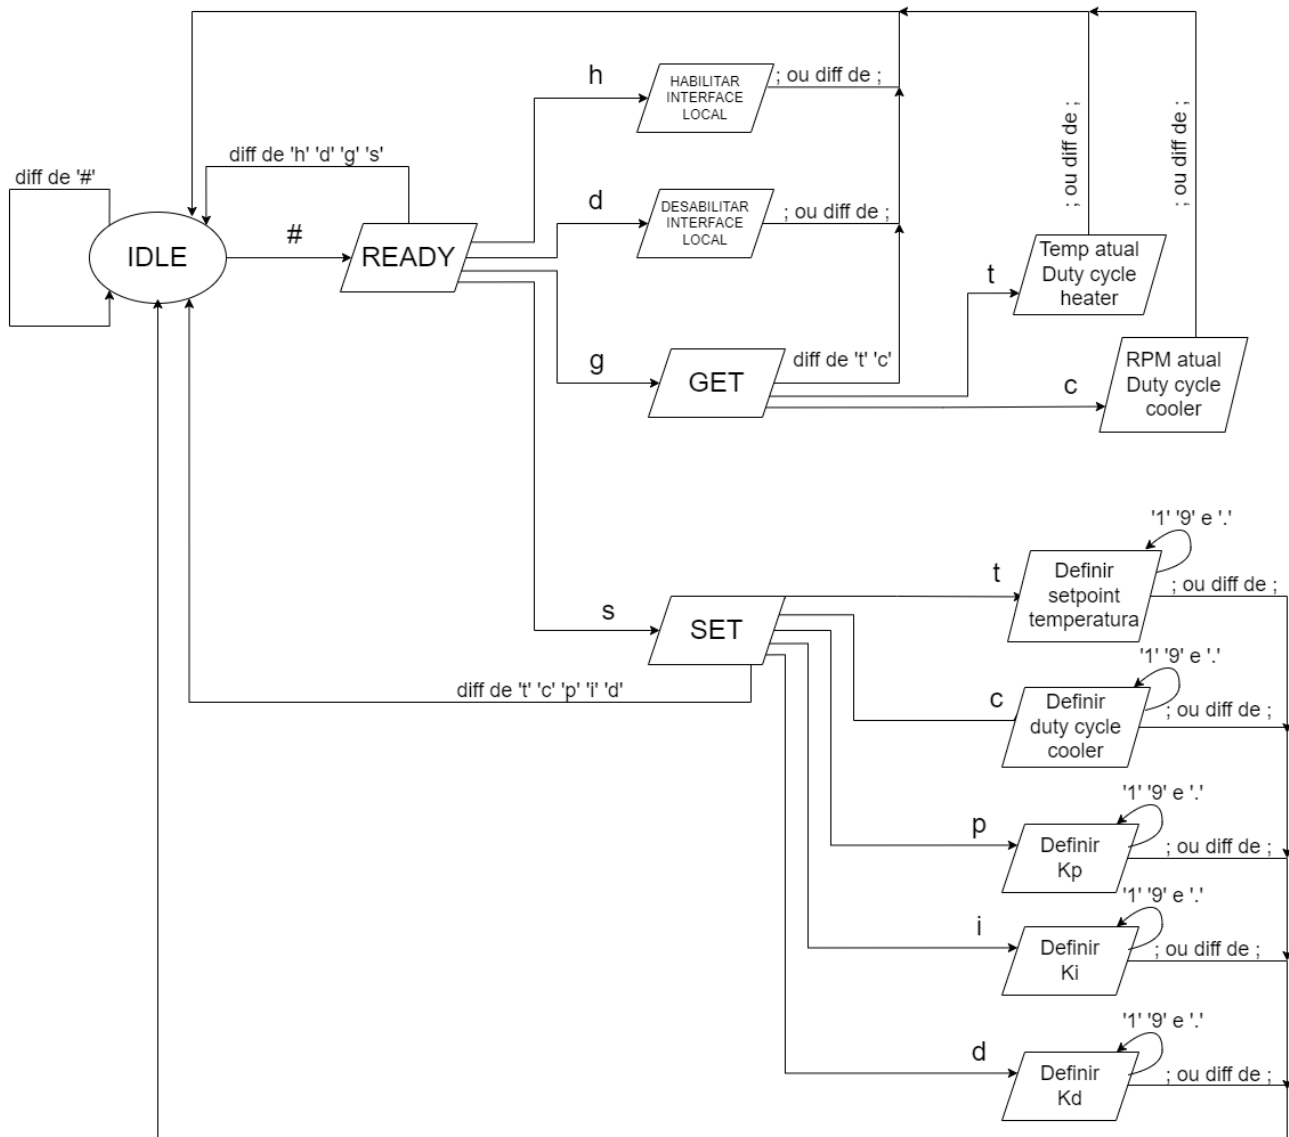 h
HABILITAR
INTERFACE
LOCAL
; ou diff de ;
diff de 'h' 'd' 'g' 's'
diff de '#'
IDLE
#
READY
d
DESABILITAR
INTERFACE
LOCAL
; ou diff de ;
; ou diff de ;
; ou diff de ;
t
Temp atual
Duty cycle
heater
g
GET
diff de 't' 'c'
c
RPM atual
Duty cycle
cooler
s
SET
diff de 't' 'c' 'p' 'i' 'd'
'1' '9' e '.'
t
Definir
setpoint
temperatura
; ou diff de ;
'1' '9' e '.'
c
Definir
duty cycle
cooler
; ou diff de ;
'1' '9' e '.'
p
Definir
Kp
; ou diff de ;
'1' '9' e '.'
i
Definir
Ki
; ou diff de ;
'1' '9' e '.'
d
Definir
Kd
; ou diff de ;